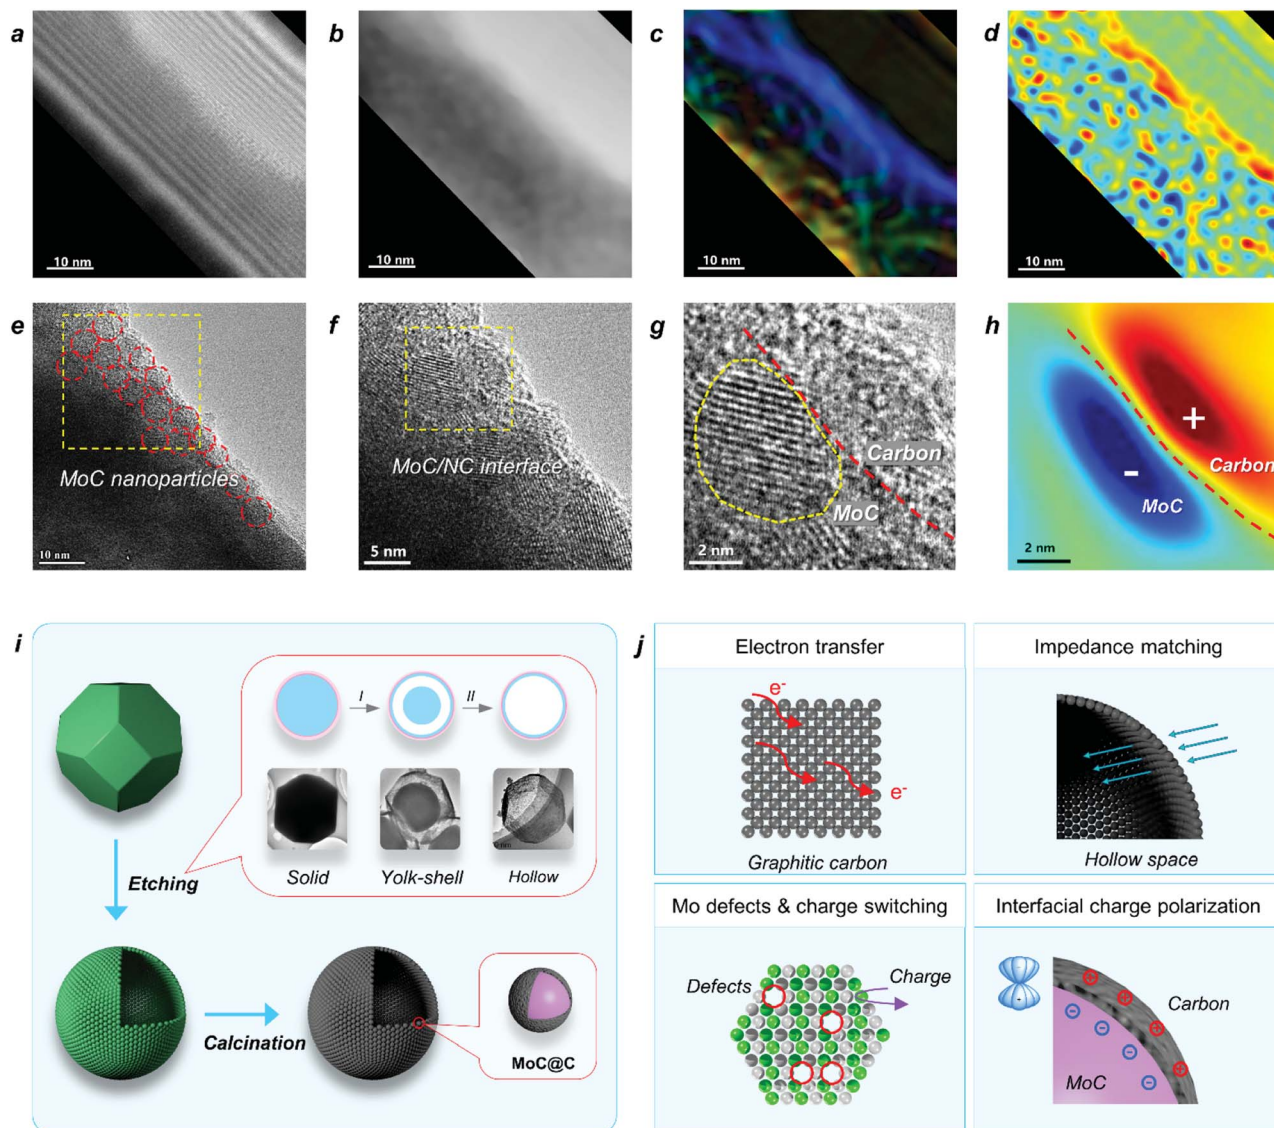 a
b
c
d
10 nm
10 nm
10 nm
10 nm
e
f
g
h
MoC nanoparticles
10 nm
MoC/NC interface
5 nm
Carbon
MoC
2 nm
+
Carbon
-
MoC
2 nm
i
I
II
Solid
Yolk-shell
Hollow
Etching
Calcination
MoC@C
j
Electron transfer
e-
e-
Graphitic carbon
Impedance matching
Hollow space
Mo defects & charge switching
Defects
Charge
Interfacial charge polarization
Carbon
MoC